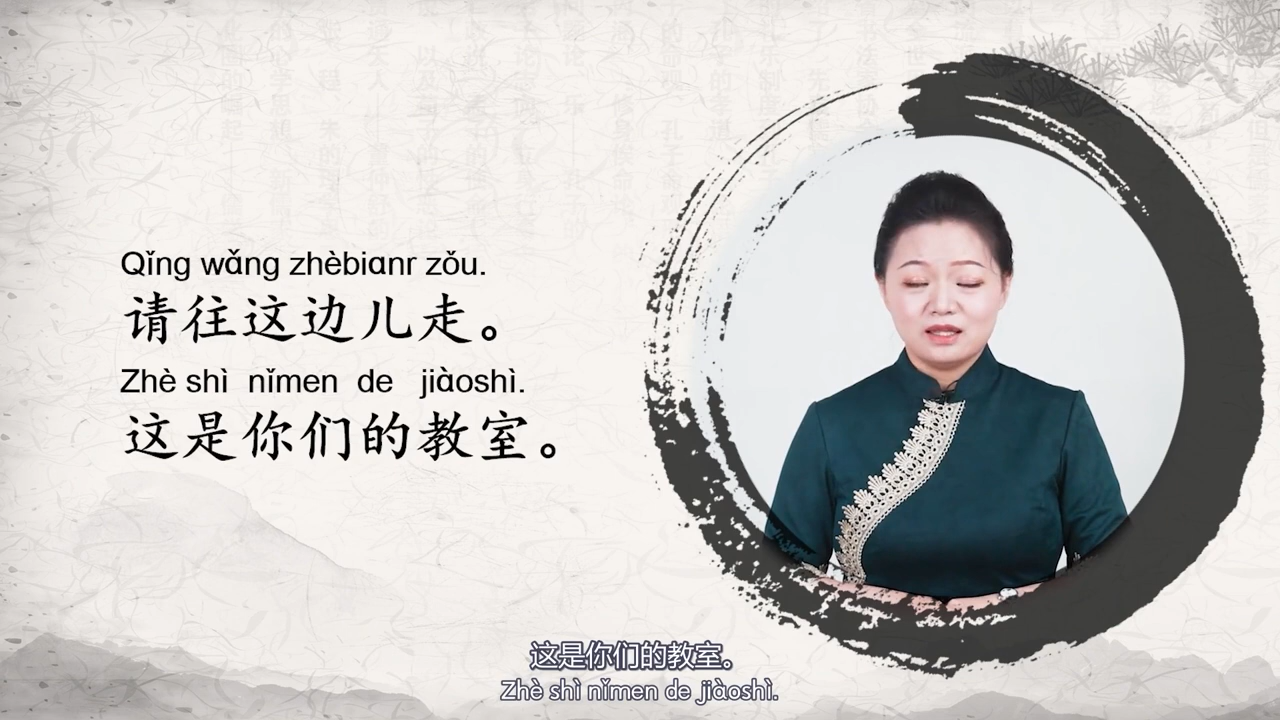 Qǐng wǎng zhèbianr zǒu.
请往这边儿走。
Zhè shì nǐmen de jiàoshì.
这是你们的教室。
这是你们的教室。
Zhè shì nǐmen de jiàoshì.